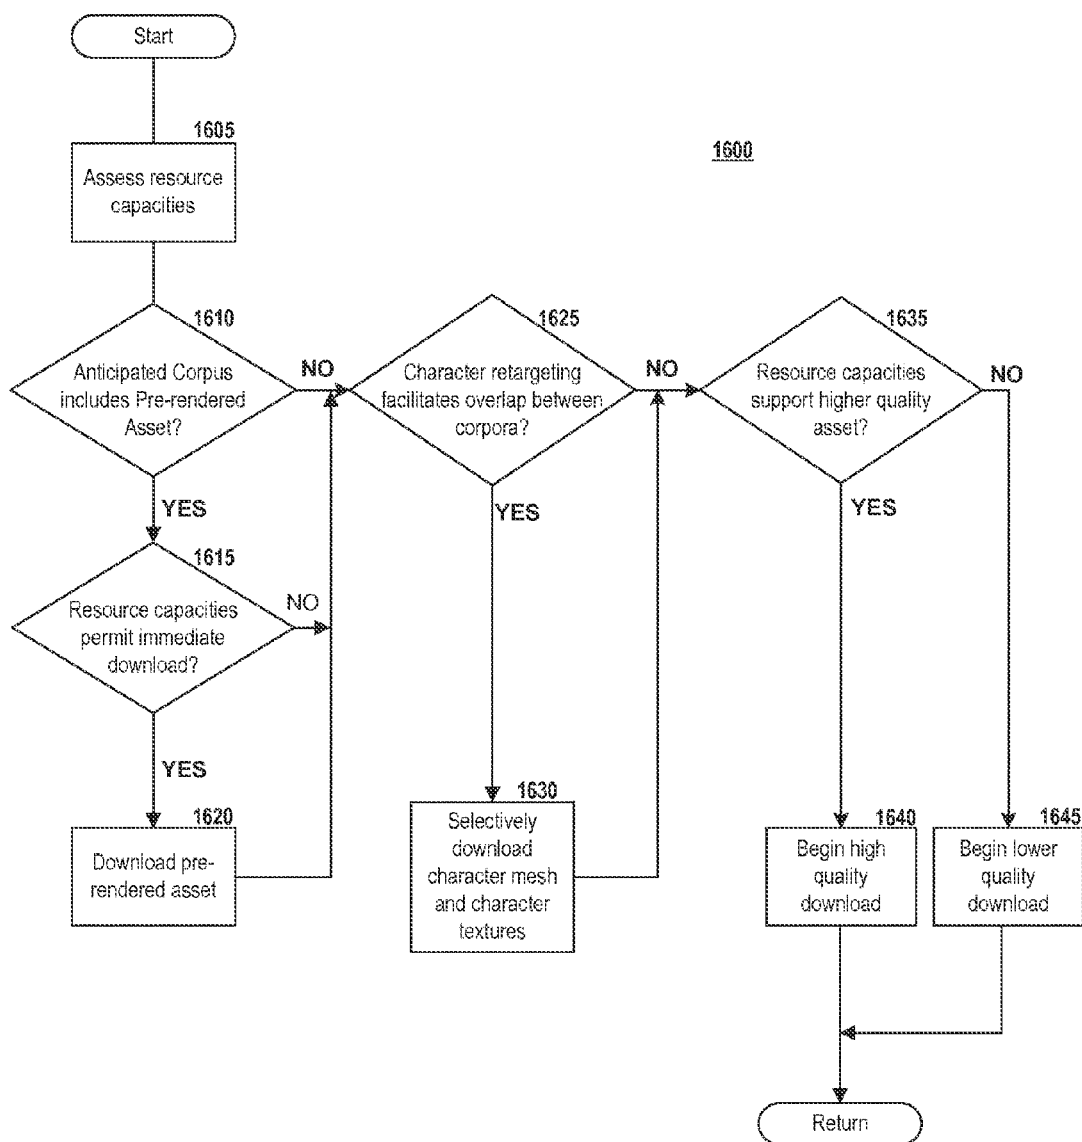 Start
1605
1600
Assess resource
capacities
1610
Anticipated Corpus
includes Pre-rendered
Asset?
NO
1625
Character retargeting
facilitates overlap between
corpora?
NO
1635
Resource capacities
support higher quality
asset?
NO
YES
YES
YES
1615
Resource capacities
permit immediate
download?
NO
YES
1620
Download pre-
rendered asset
1630
Selectively
download
character mesh
and character
textures
1640
Begin high
quality
download
1645
Begin lower
quality
download
Return